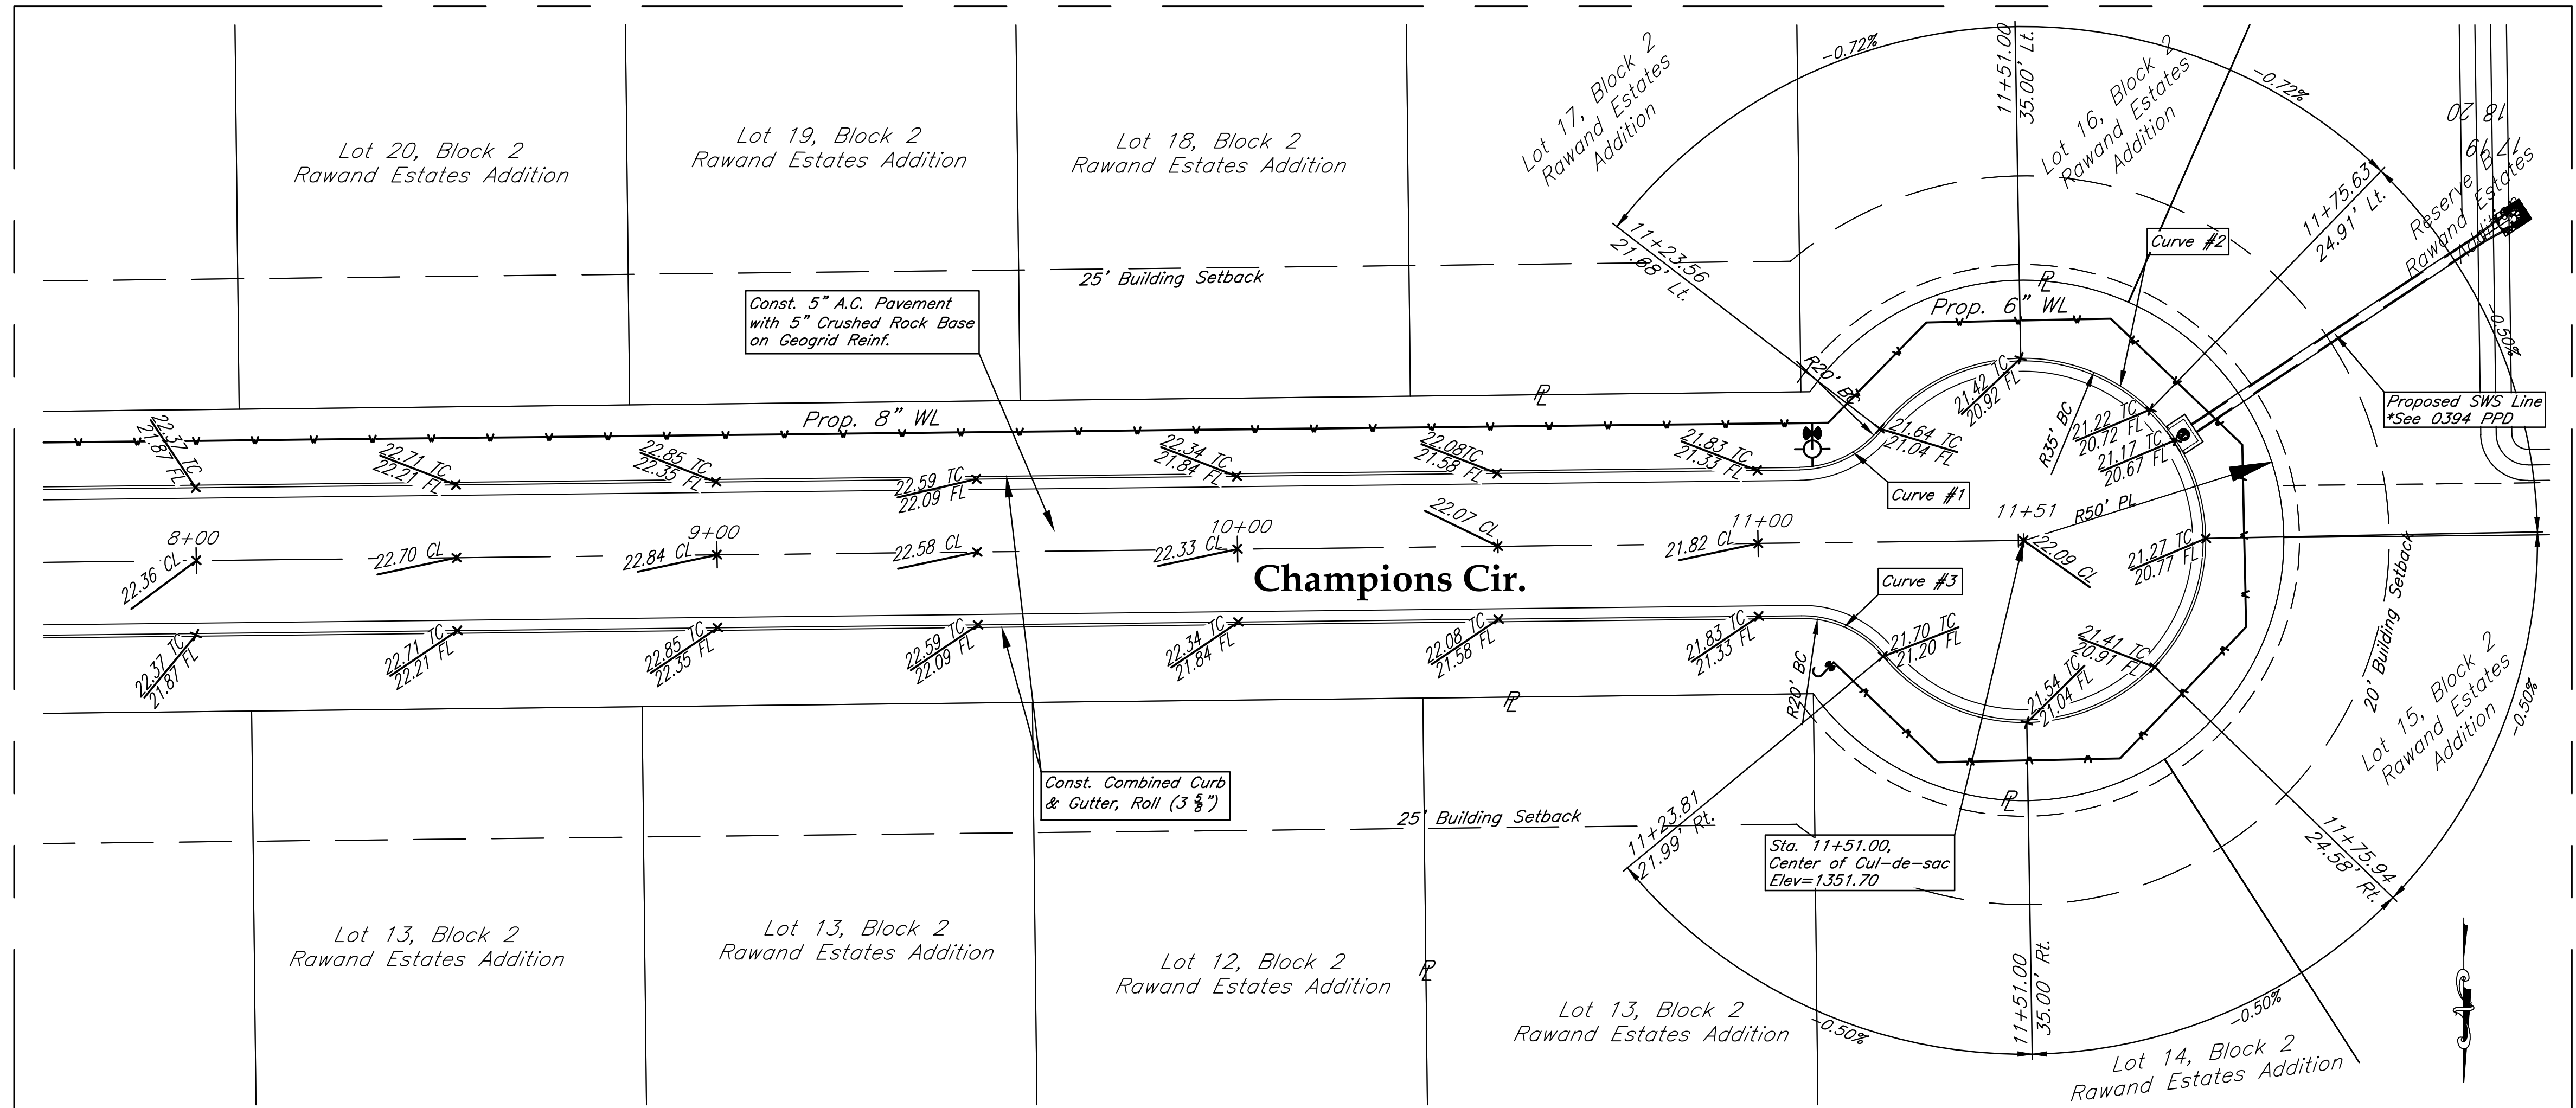 Lot 20, Block 2
Rawand Estates Addition
Lot 19, Block 2
Rawand Estates Addition
Lot 18, Block 2
Rawand Estates Addition
Lot 17, Block 2
Rawand Estates
Addition
-0.72%
11+51.00
35.00' Lt.
Lot 16, Block 2
Rawand Estates
Addition
-0.72%
20
18
19
17
Reserve B
Rawand Estates
Addition
11+75.63
24.91' Lt.
11+23.56
21.68' Lt.
25' Building Setback
Curve #2
-0.50%
Const. 5" A.C. Pavement
with 5" Crushed Rock Base
on Geogrid Reinf.
Prop. 6" WL
Prop. 8" WL
R20' BC
R35' BC
Proposed SWS Line
*See 0394 PPD
22.37 TC
21.87 FL
22.71 TC
22.21 FL
22.85 TC
22.35 FL
22.59 TC
22.09 FL
22.34 TC
21.84 FL
22.08TC
21.58 FL
21.83 TC
21.33 FL
21.64 TC
21.04 FL
21.42 TC
20.92 FL
21.22 TC
20.72 FL
21.17 TC
20.67 FL
Curve #1
R50' PL
8+00
9+00
10+00
11+00
11+51
22.36 CL
22.70 CL
22.84 CL
22.58 CL
22.33 CL
22.07 CL
21.82 CL
22.09 CL
21.27 TC
20.77 FL
Champions Cir.
Curve #3
20' Building Setback
22.37 TC
21.87 FL
22.71 TC
22.21 FL
22.85 TC
22.35 FL
22.59 TC
22.09 FL
22.34 TC
21.84 FL
22.08 TC
21.58 FL
21.83 TC
21.33 FL
21.70 TC
21.20 FL
21.54 TC
21.04 FL
21.41 TC
20.91 FL
R20' BC
Lot 15, Block 2
Rawand Estates
Addition
-0.50%
Const. Combined Curb
& Gutter, Roll (3 5/8")
25' Building Setback
11+23.81
21.99' Rt.
Sta. 11+51.00,
Center of Cul-de-sac
Elev=1351.70
11+75.94
24.58' Rt.
Lot 13, Block 2
Rawand Estates Addition
Lot 13, Block 2
Rawand Estates Addition
Lot 12, Block 2
Rawand Estates Addition
Lot 13, Block 2
Rawand Estates Addition
-0.50%
11+51.00
35.00' Rt.
-0.50%
Lot 14, Block 2
Rawand Estates Addition